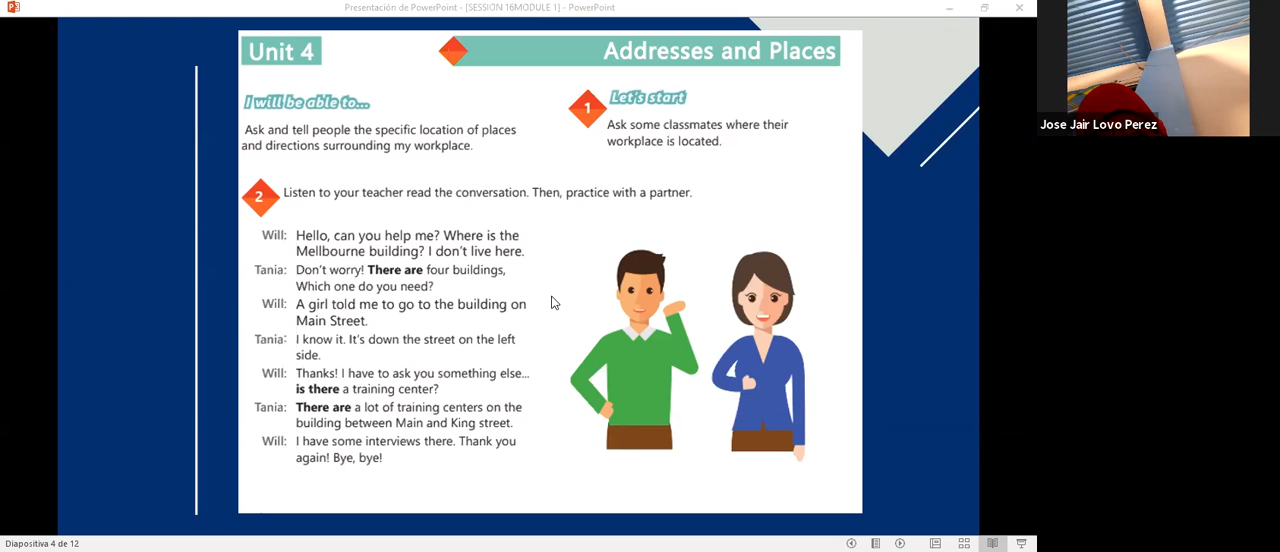 Presentación de PowerPoint - [SESSION 16MODULE 1] - PowerPoint
Unit 4
Addresses and Places
I will be able to...
Ask and tell people the specific location of places
and directions surrounding my workplace.
1
Let's start
Ask some classmates where their
workplace is located.
2
Listen to your teacher read the conversation. Then, practice with a partner.
Will: Hello, can you help me? Where is the
Mellbourne building? I don't live here.
Tania: Don't worry! There are four buildings,
Which one do you need?
Will: A girl told me to go to the building on
Main Street.
Tania: I know it. It's down the street on the left
side.
Will: Thanks! I have to ask you something else...
is there a training center?
Tania: There are a lot of training centers on the
building between Main and King street.
Will: I have some interviews there. Thank you
again! Bye, bye!
Jose Jair Lovo Perez
Diapositiva 4 de 12